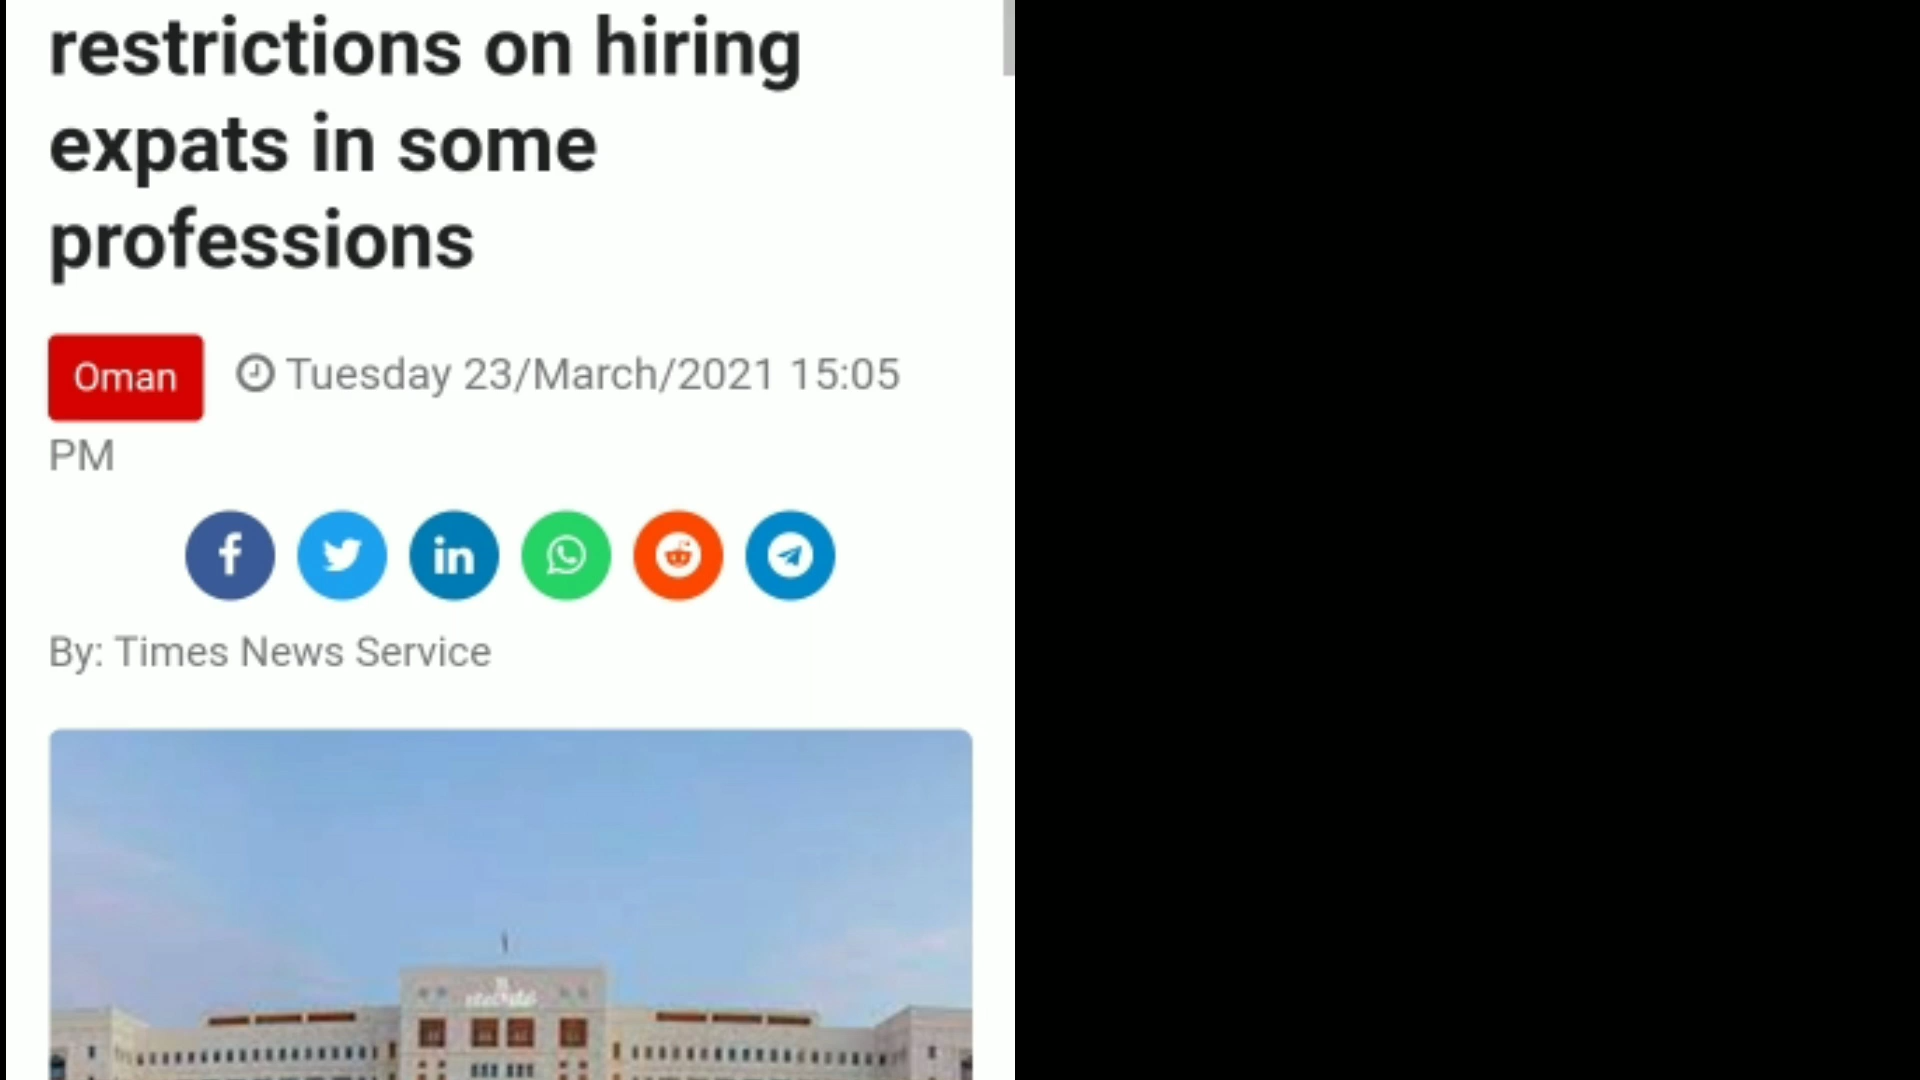 restrictions on hiring
expats in some
professions
Oman
Tuesday 23/March/2021 15:05
PM
By: Times News Service